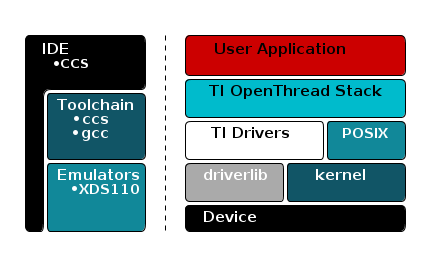 IDE
•CCS
Toolchain
•ccs
•gcc
Emulators
•XDS110
User Application
TI OpenThread Stack
TI Drivers
POSIX
driverlib
kernel
Device